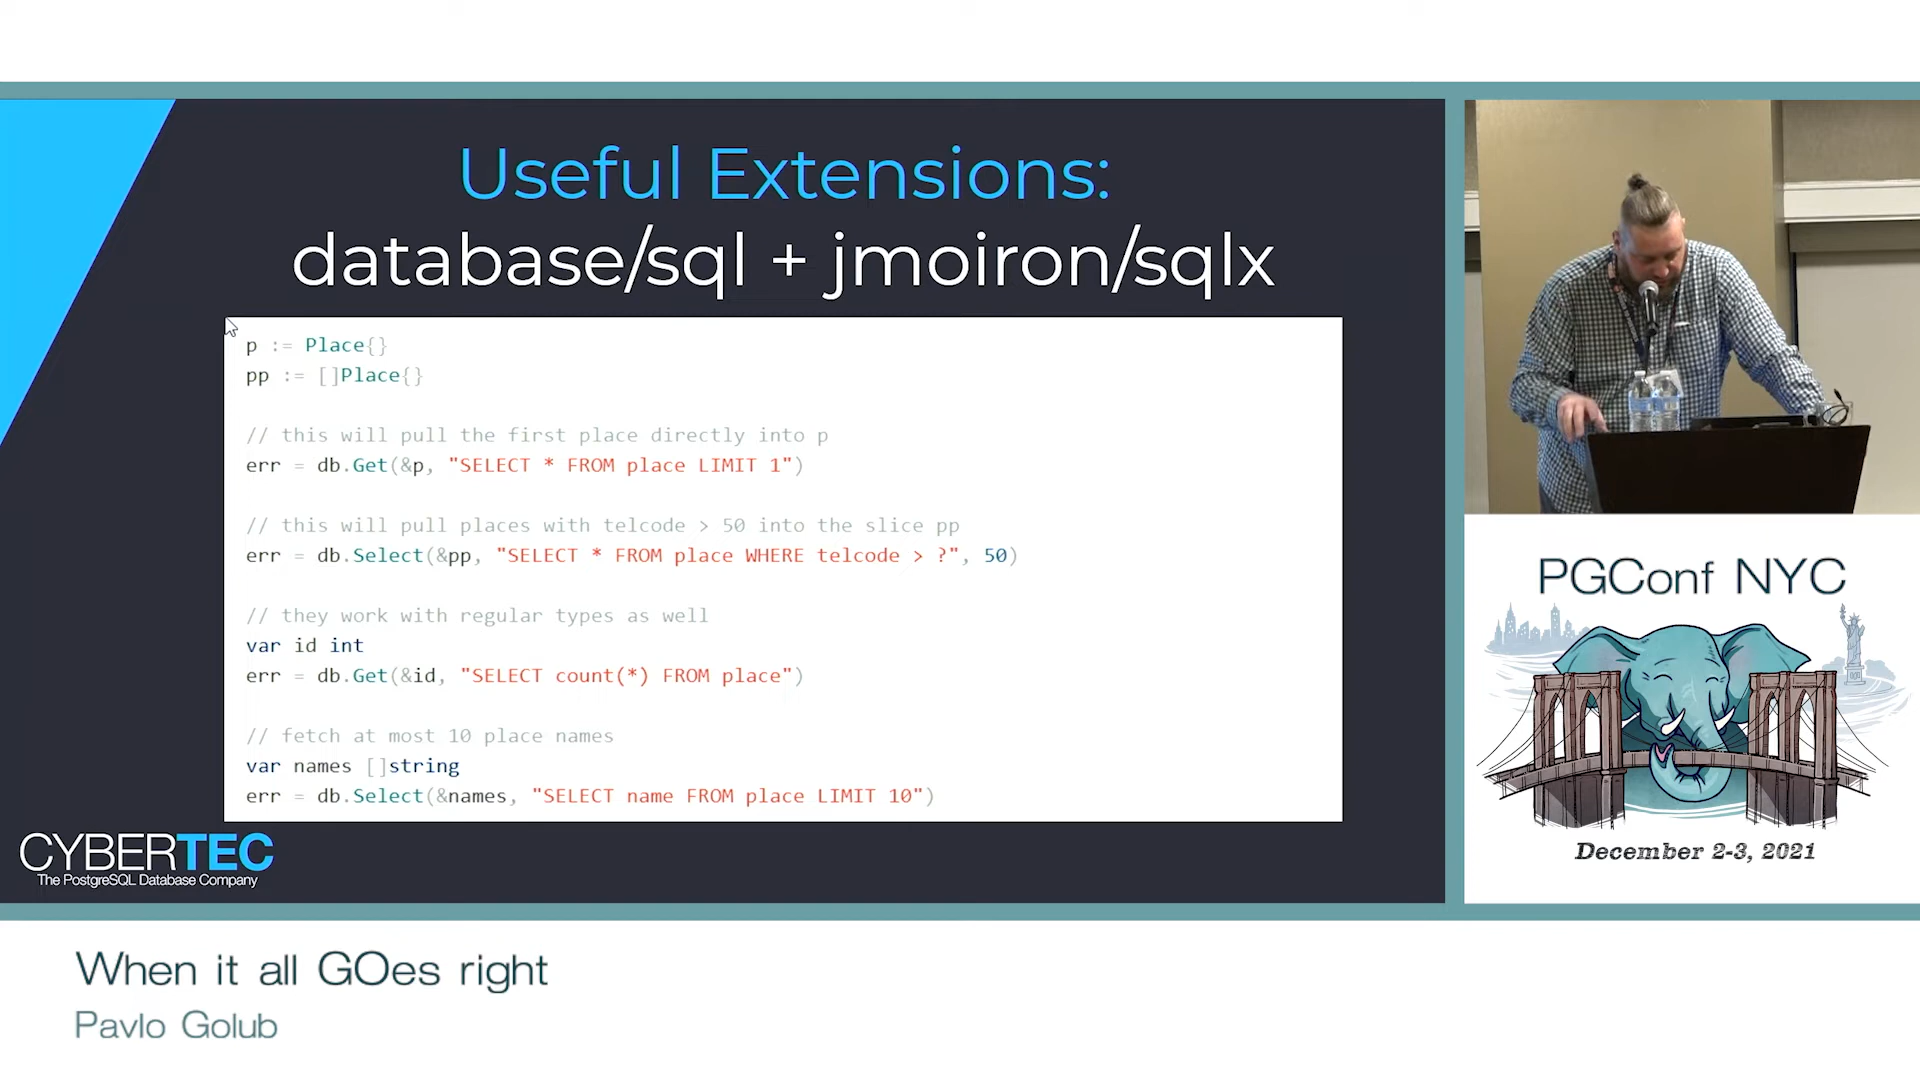 Useful Extensions:
database/sql + jmoiron/sqlx
p := Place{}
pp := []Place{}
// this will pull the first place directly into p
err = db.Get(&p, "SELECT * FROM place LIMIT 1")
// this will pull places with telcode > 50 into the slice pp
err = db.Select(&pp, "SELECT * FROM place WHERE telcode > ?", 50)
// they work with regular types as well
var id int
err = db.Get(&id, "SELECT count(*) FROM place")
// fetch at most 10 place names
var names []string
err = db.Select(&names, "SELECT name FROM place LIMIT 10")
CYBERTEC
The PostgreSQL Database Company
PGConf NYC
December 2-3, 2021
When it all GOes right
Pavlo Golub